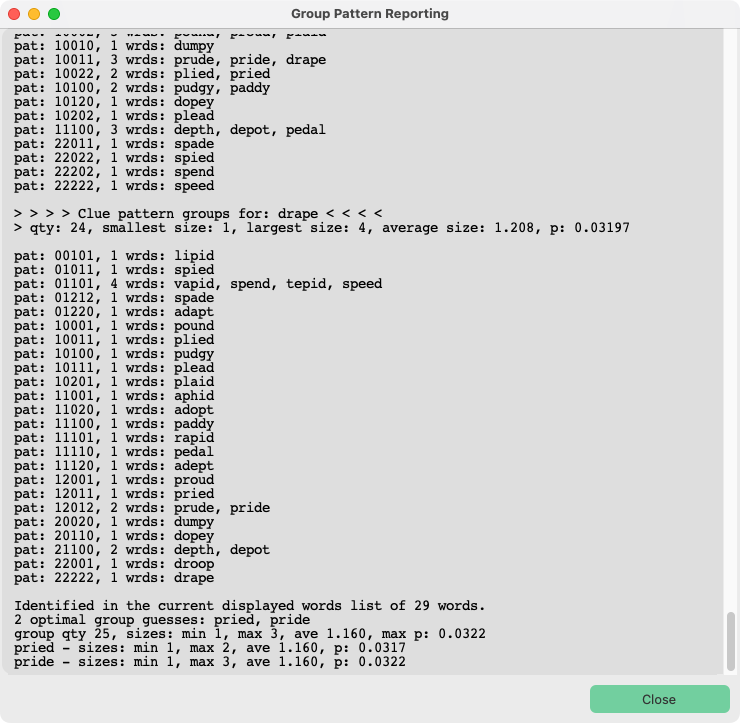 Group Pattern Reporting
pat: 10002, 3 wrds: pound, proud, plaid
pat: 10010, 1 wrds: dumpy
pat: 10011, 3 wrds: prude, pride, drape
pat: 10022, 2 wrds: plied, pried
pat: 10100, 2 wrds: pudgy, paddy
pat: 10120, 1 wrds: dopey
pat: 10202, 1 wrds: plead
pat: 11100, 3 wrds: depth, depot, pedal
pat: 22011, 1 wrds: spade
pat: 22022, 1 wrds: spied
pat: 22202, 1 wrds: spend
pat: 22222, 1 wrds: speed
> > > > Clue pattern groups for: drape < < < <
> qty: 24, smallest size: 1, largest size: 4, average size: 1.208, p: 0.03197
pat: 00101, 1 wrds: lipid
pat: 01011, 1 wrds: spied
pat: 01101, 4 wrds: vapid, spend, tepid, speed
pat: 01212, 1 wrds: spade
pat: 01220, 1 wrds: adapt
pat: 10001, 1 wrds: pound
pat: 10011, 1 wrds: plied
pat: 10100, 1 wrds: pudgy
pat: 10111, 1 wrds: plead
pat: 10201, 1 wrds: plaid
pat: 11001, 1 wrds: aphid
pat: 11020, 1 wrds: adopt
pat: 11100, 1 wrds: paddy
pat: 11101, 1 wrds: rapid
pat: 11110, 1 wrds: pedal
pat: 11120, 1 wrds: adept
pat: 12001, 1 wrds: proud
pat: 12011, 1 wrds: pried
pat: 12012, 2 wrds: prude, pride
pat: 20020, 1 wrds: dumpy
pat: 20110, 1 wrds: dopey
pat: 21100, 2 wrds: depth, depot
pat: 22001, 1 wrds: droop
pat: 22222, 1 wrds: drape
Identified in the current displayed words list of 29 words.
2 optimal group guesses: pried, pride
group qty 25, sizes: min 1, max 3, ave 1.160, max p: 0.0322
pried - sizes: min 1, max 2, ave 1.160, p: 0.0317
pride - sizes: min 1, max 3, ave 1.160, p: 0.0322
Close